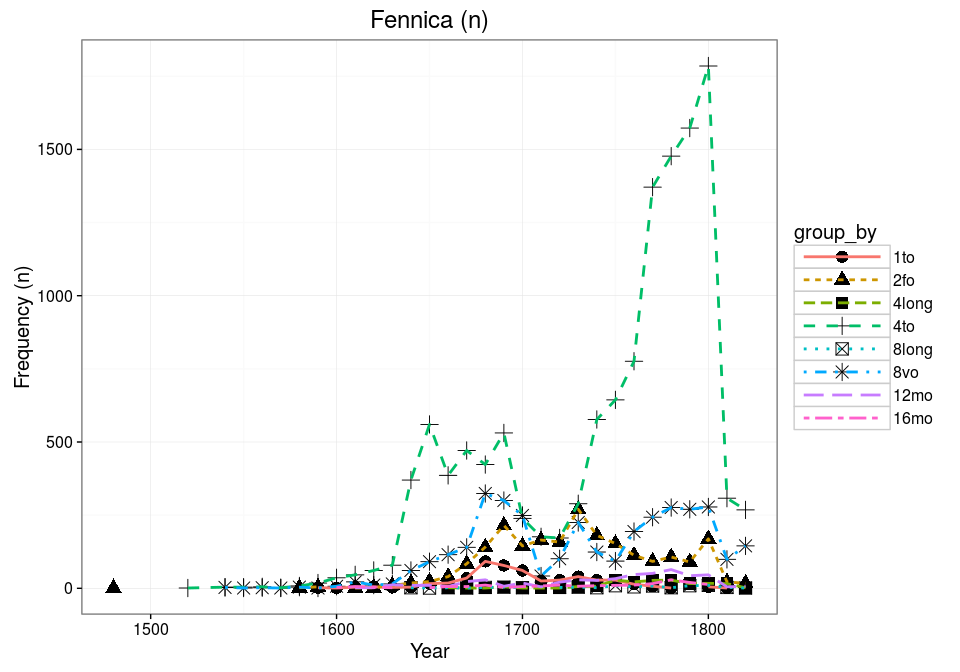 Fennica (n)
Frequency (n)
1500
1000
500
0
1500
1600
1700
1800
Year
group_by
1to
2fo
4long
4to
8long
8vo
12mo
16mo